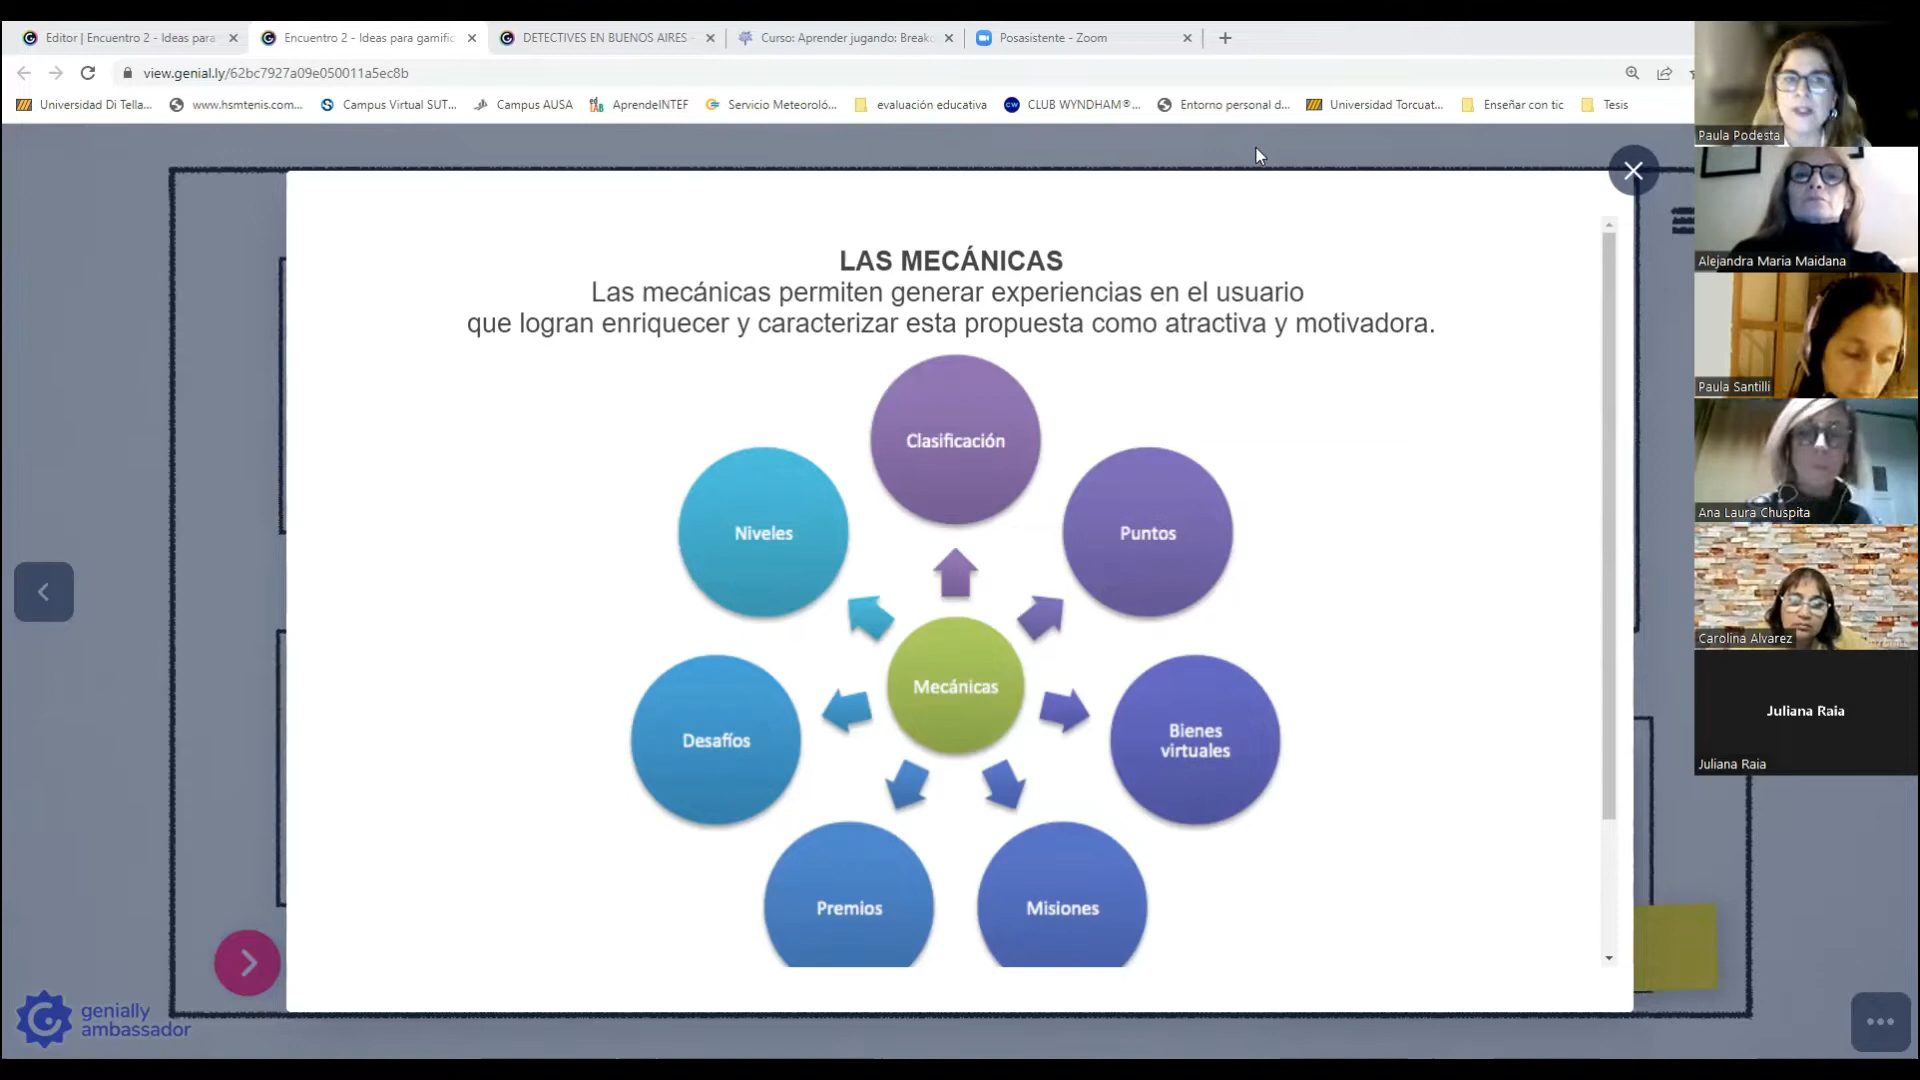 Editor | Encuentro 2 - Ideas para
Encuentro 2 - Ideas para gamific
DETECTIVES EN BUENOS AIRES -
Curso: Aprender jugando: Breako
Posasistente - Zoom
view.genial.ly/62bc7927a09e050011a5ec8b
Universidad Di Tella...
www.hsmtenis.com...
Campus Virtual SUT...
Campus AUSA
AprendeINTEF
Servicio Meteoroló...
evaluación educativa
CLUB WYNDHAM®...
Entorno personal d...
Universidad Torcuat...
Enseñar con tic
Tesis
LAS MECÁNICAS
Las mecánicas permiten generar experiencias en el usuario
que logran enriquecer y caracterizar esta propuesta como atractiva y motivadora.
Clasificación
Niveles
Puntos
Mecánicas
Desafíos
Bienes
virtuales
Premios
Misiones
genially
ambassador
Paula Podesta
Alejandra María Maidana
Paula Santilli
Ana Laura Chuspita
Carolina Alvarez
Juliana Raia
Juliana Raia